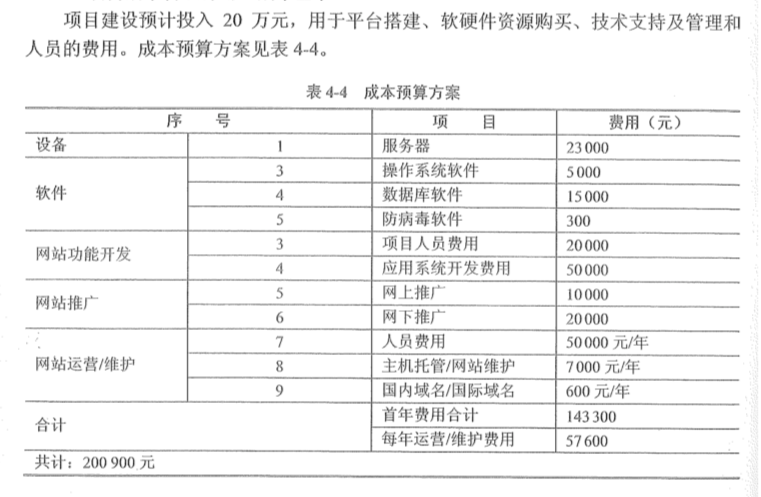 项目建设预计投入 20 万元，用于平台搭建、软硬件资源购买、技术支持及管理和
人员的费用。成本预算方案见表 4-4。
表 4-4 成本预算方案
序 号 项 目 费用（元）
设备 1 服务器 23 000
3 操作系统软件 5 000
软件 4 数据库软件 15 000
5 防病毒软件 300
网站功能开发 3 项目人员费用 20 000
4 应用系统开发费用 50 000
网站推广 5 网上推广 10 000
6 网下推广 20 000
7 人员费用 50 000 元/年
网站运营/维护 8 主机托管/网站维护 7 000 元/年
9 国内域名/国际域名 600 元/年
合计 首年费用合计 143 300
每年运营/维护费用 57 600
共计：200 900 元